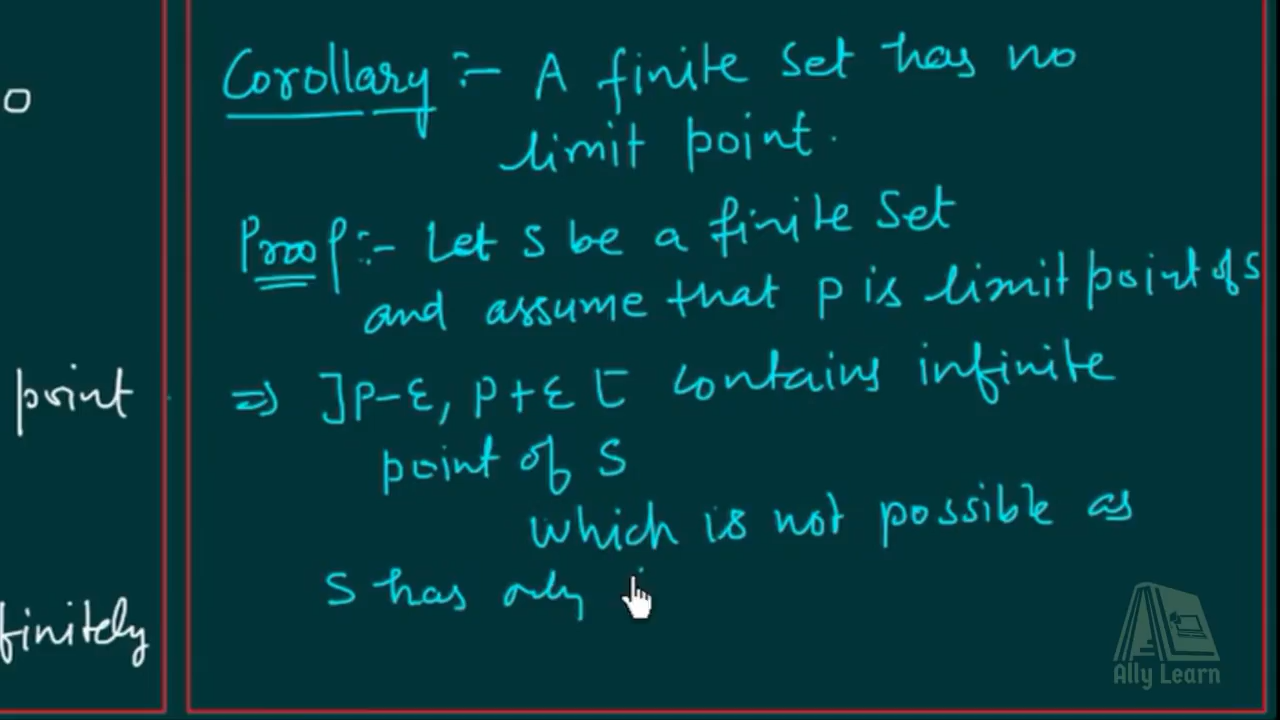 o
point
finitely
Corollary :- A finite set has no
limit point.
Proof :- Let S be a finite set
and assume that p is limit point of S
⇒ ]p-ε, p+ε[ contains infinite
point of S
which is not possible as
S has only
Ally Learn